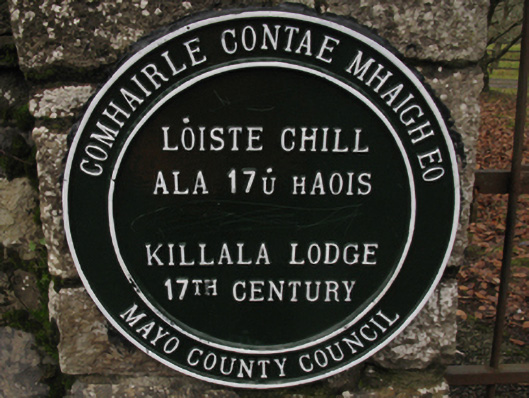 COMHAIRLE CONTAE MHAIGH EO
LÓISTE CHILL
ALA 17ú HAOIS
KILLALA LODGE
17TH CENTURY
MAYO COUNTY COUNCIL